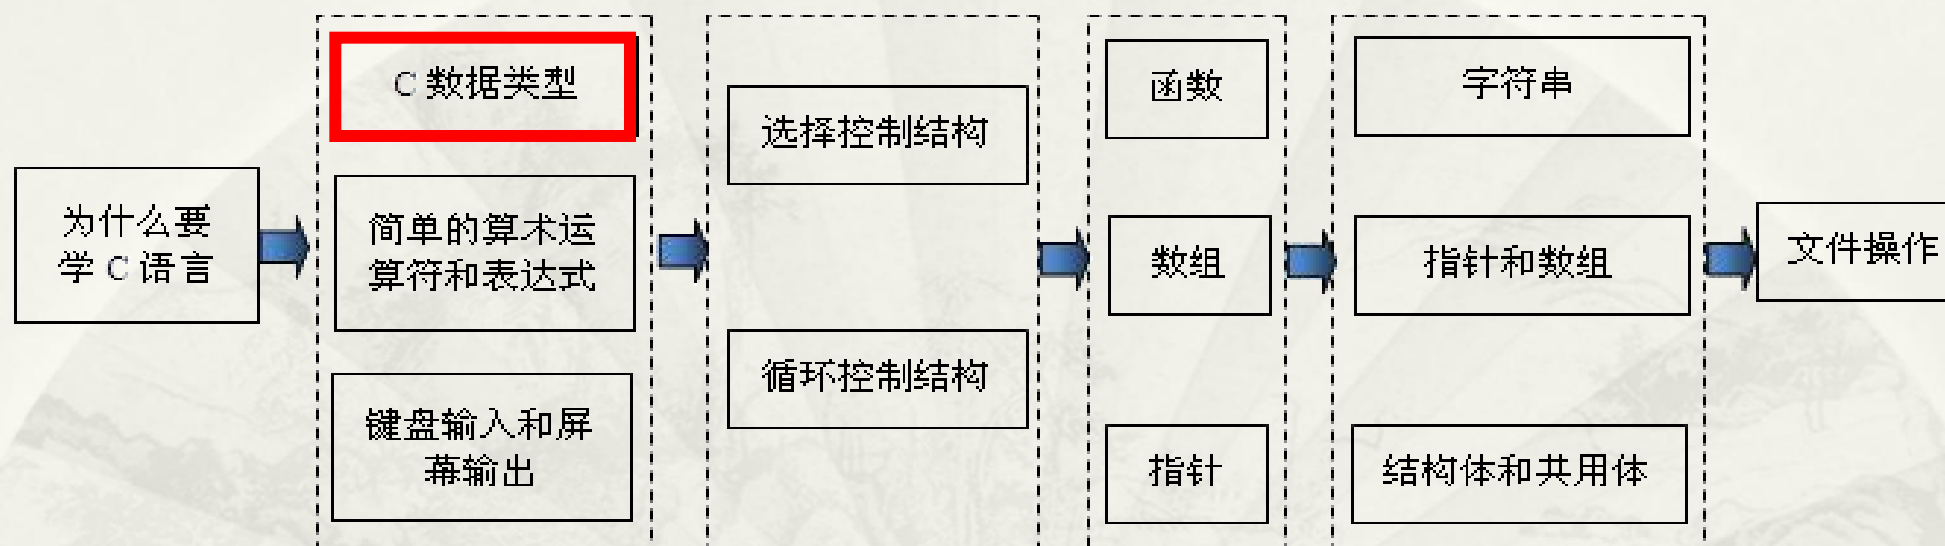 为什么要
学 C 语言
C 数据类型
简单的算术运
算符和表达式
键盘输入和屏
幕输出
选择控制结构
循环控制结构
函数
数组
指针
字符串
指针和数组
结构体和共用体
文件操作